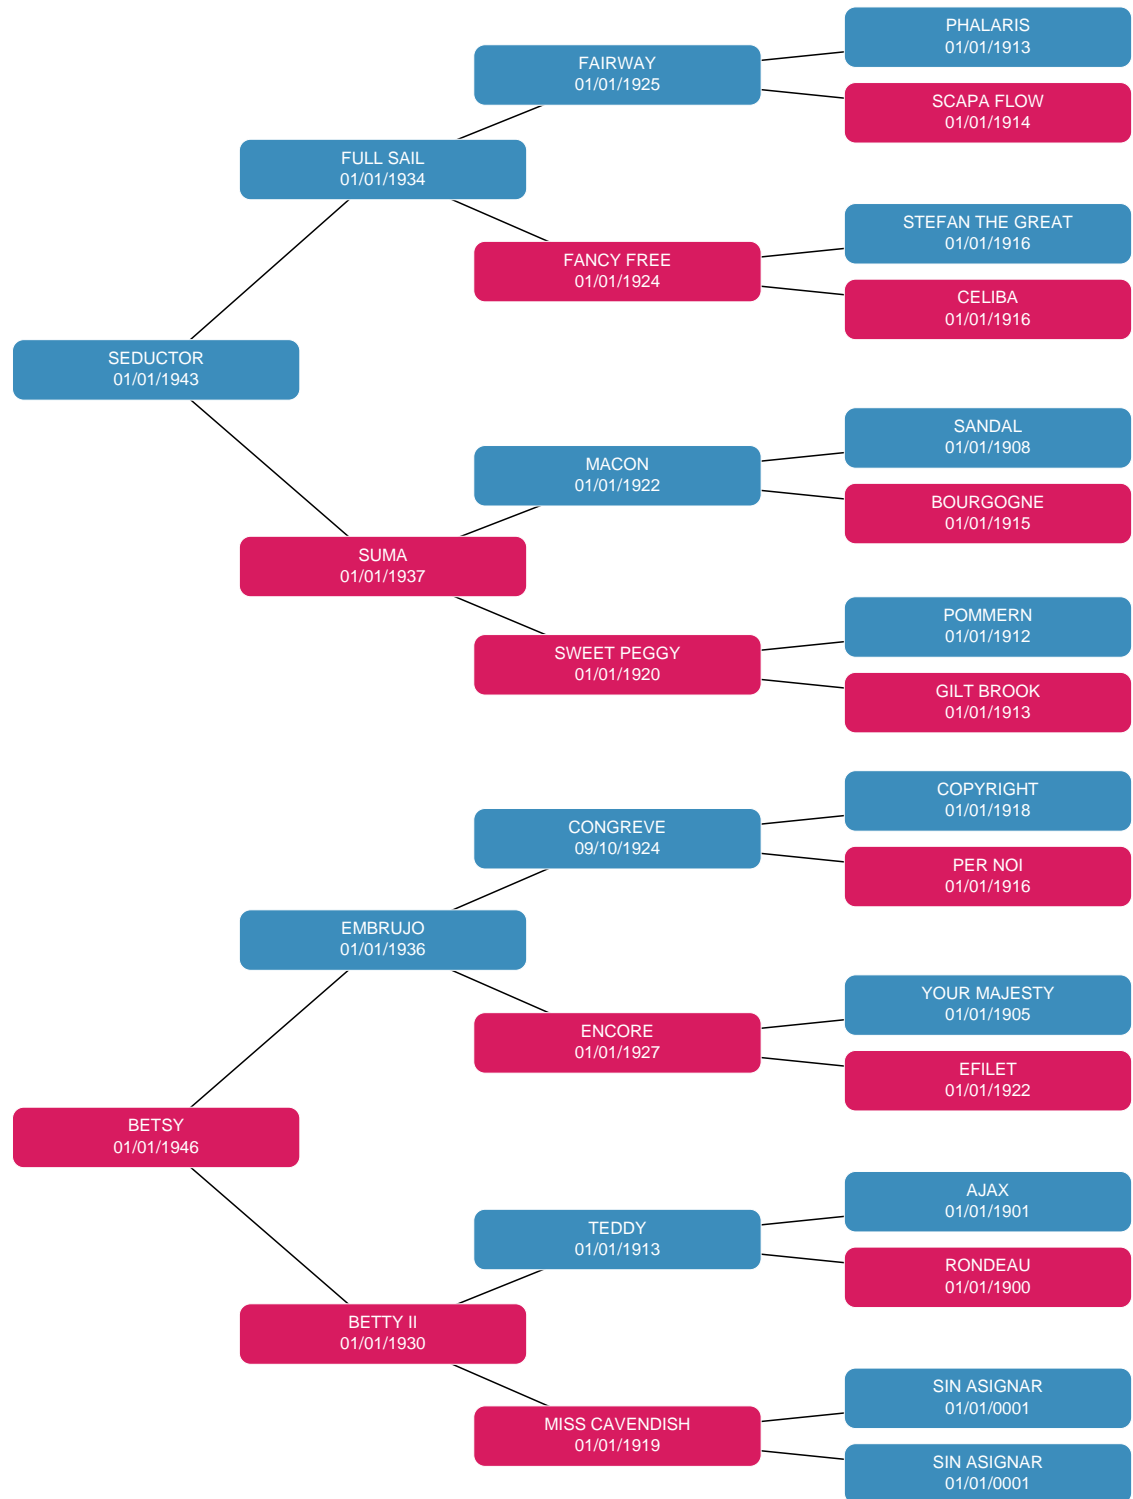 PHALARIS
01/01/1913
FAIRWAY
01/01/1925
SCAPA FLOW
01/01/1914
FULL SAIL
01/01/1934
STEFAN THE GREAT
01/01/1916
FANCY FREE
01/01/1924
CELIBA
01/01/1916
SEDUCTOR
01/01/1943
SANDAL
01/01/1908
MACON
01/01/1922
BOURGOGNE
01/01/1915
SUMA
01/01/1937
POMMERN
01/01/1912
SWEET PEGGY
01/01/1920
GILT BROOK
01/01/1913
COPYRIGHT
01/01/1918
CONGREVE
09/10/1924
PER NOI
01/01/1916
EMBRUJO
01/01/1936
YOUR MAJESTY
01/01/1905
ENCORE
01/01/1927
EFILET
01/01/1922
BETSY
01/01/1946
AJAX
01/01/1901
TEDDY
01/01/1913
RONDEAU
01/01/1900
BETTY II
01/01/1930
SIN ASIGNAR
01/01/0001
MISS CAVENDISH
01/01/1919
SIN ASIGNAR
01/01/0001